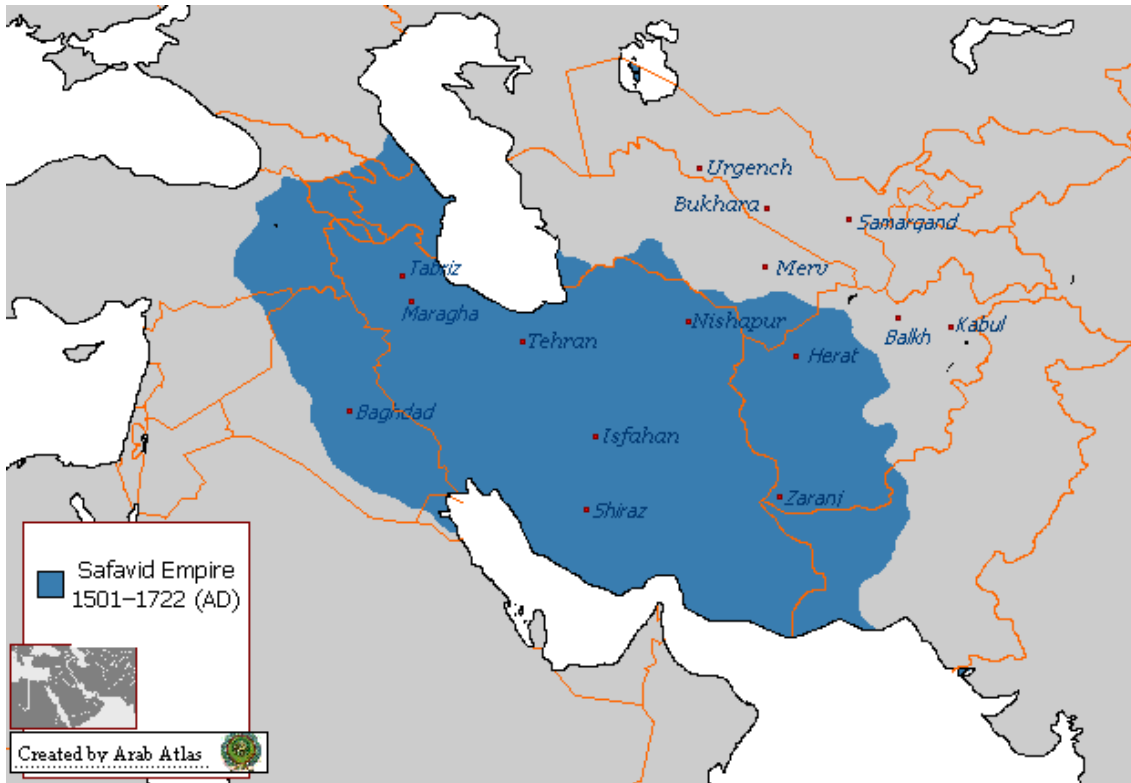 Urgench
Bukhara
Samarqand
Merv
Tabriz
Maragha
Nishapur
Balkh
Kabul
Tehran
Herat
Baghdad
Isfahan
Zarani
Shiraz
Safavid Empire
1501–1722 (AD)
Created by Arab Atlas